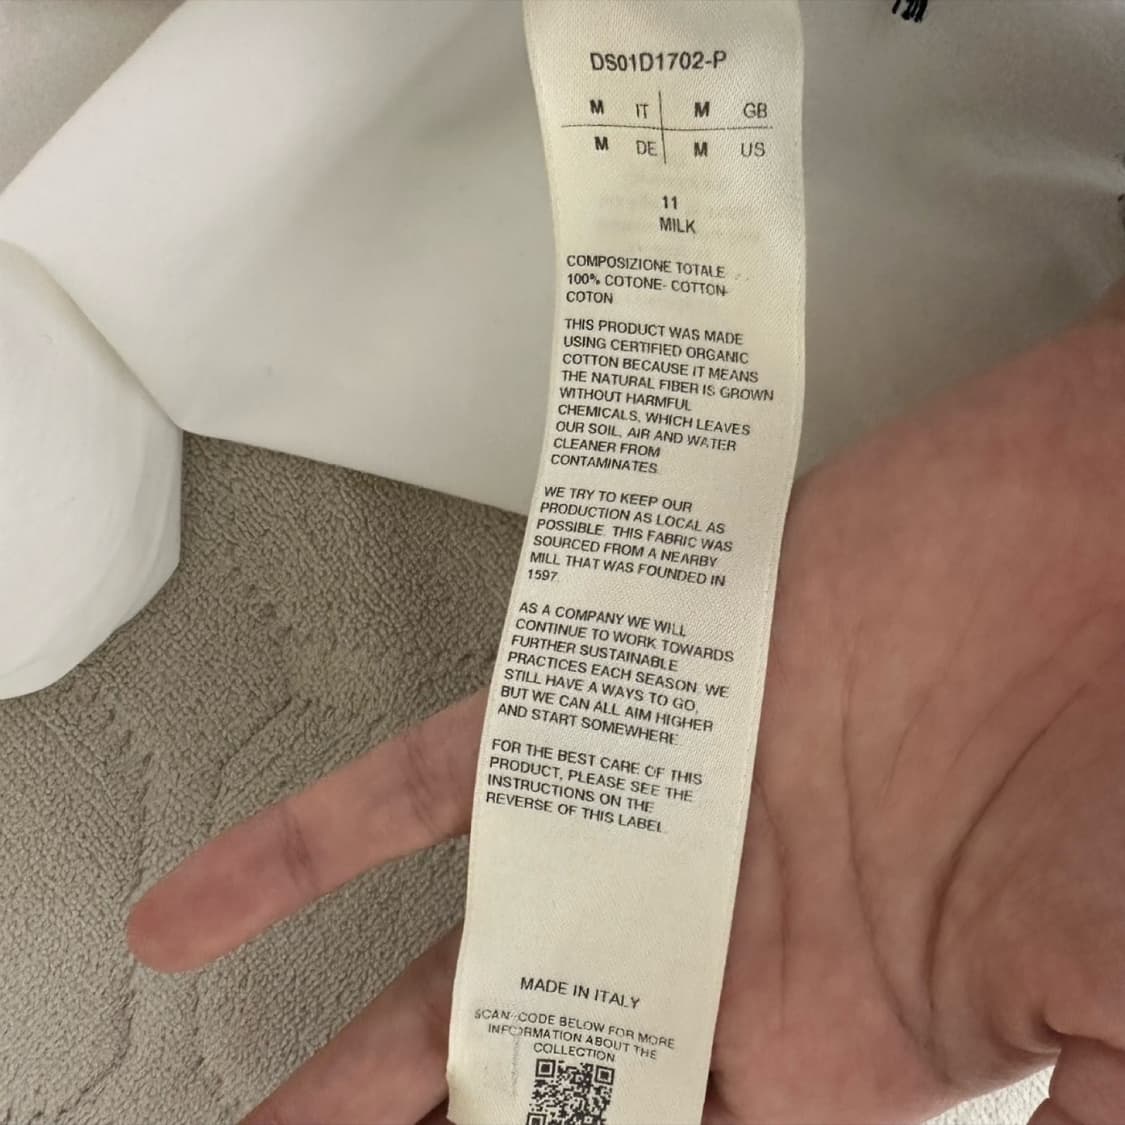 DS01D1702-P
M IT M GB
M DE M US
11
MILK
COMPOSIZIONE TOTALE
100% COTONE- COTTON-
COTON
THIS PRODUCT WAS MADE
USING CERTIFIED ORGANIC
COTTON BECAUSE IT MEANS
THE NATURAL FIBER IS GROWN
WITHOUT HARMFUL
CHEMICALS, WHICH LEAVES
OUR SOIL, AIR AND WATER
CLEANER FROM
CONTAMINATES.
WE TRY TO KEEP OUR
PRODUCTION AS LOCAL AS
POSSIBLE. THIS FABRIC WAS
SOURCED FROM A NEARBY
MILL THAT WAS FOUNDED IN
1597.
AS A COMPANY WE WILL
CONTINUE TO WORK TOWARDS
FURTHER SUSTAINABLE
PRACTICES EACH SEASON. WE
STILL HAVE A WAYS TO GO,
BUT WE CAN ALL AIM HIGHER
AND START SOMEWHERE.
FOR THE BEST CARE OF THIS
PRODUCT, PLEASE SEE THE
INSTRUCTIONS ON THE
REVERSE OF THIS LABEL.
MADE IN ITALY
SCAN CODE BELOW FOR MORE
INFORMATION ABOUT THE
COLLECTION